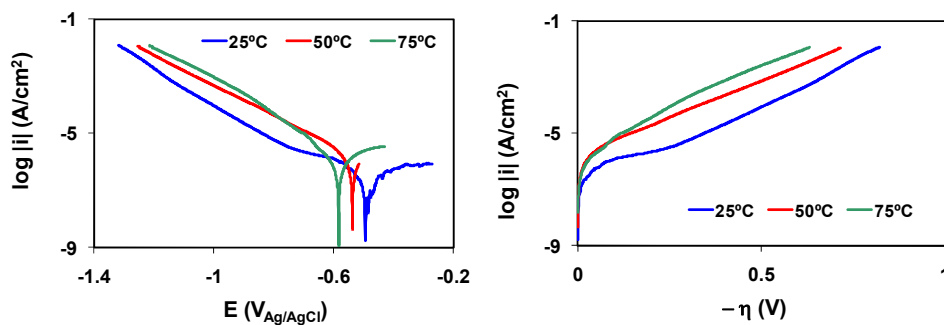 -1
25ºC 50ºC 75ºC
log |i| (A/cm²)
-5
-9
-1.4 -1 -0.6 -0.2
E (V_Ag/AgCl)
-1
log |i| (A/cm²)
-5
25ºC 50ºC 75ºC
-9
0 0.5 1
– η (V)